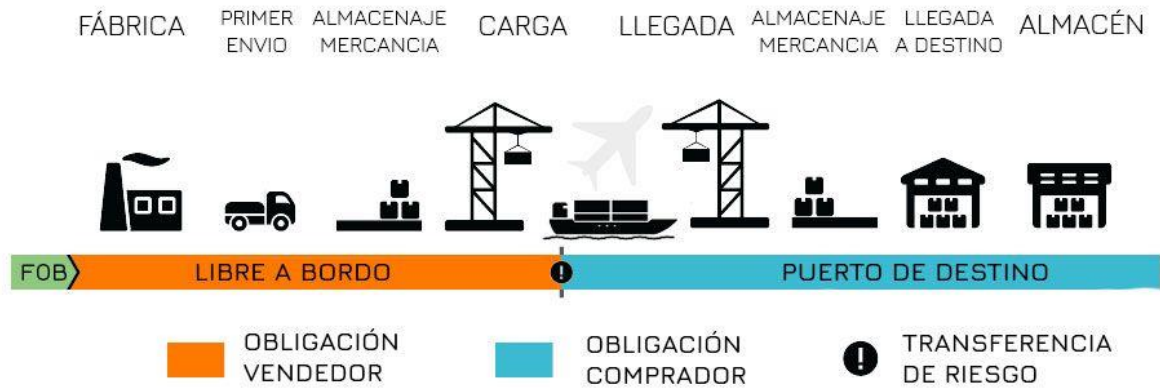 FÁBRICA
PRIMER
ENVIO
ALMACENAJE
MERCANCIA
CARGA
LLEGADA
ALMACENAJE
MERCANCIA
LLEGADA
A DESTINO
ALMACÉN
FOB
LIBRE A BORDO
!
PUERTO DE DESTINO
OBLIGACIÓN
VENDEDOR
OBLIGACIÓN
COMPRADOR
!
TRANSFERENCIA
DE RIESGO